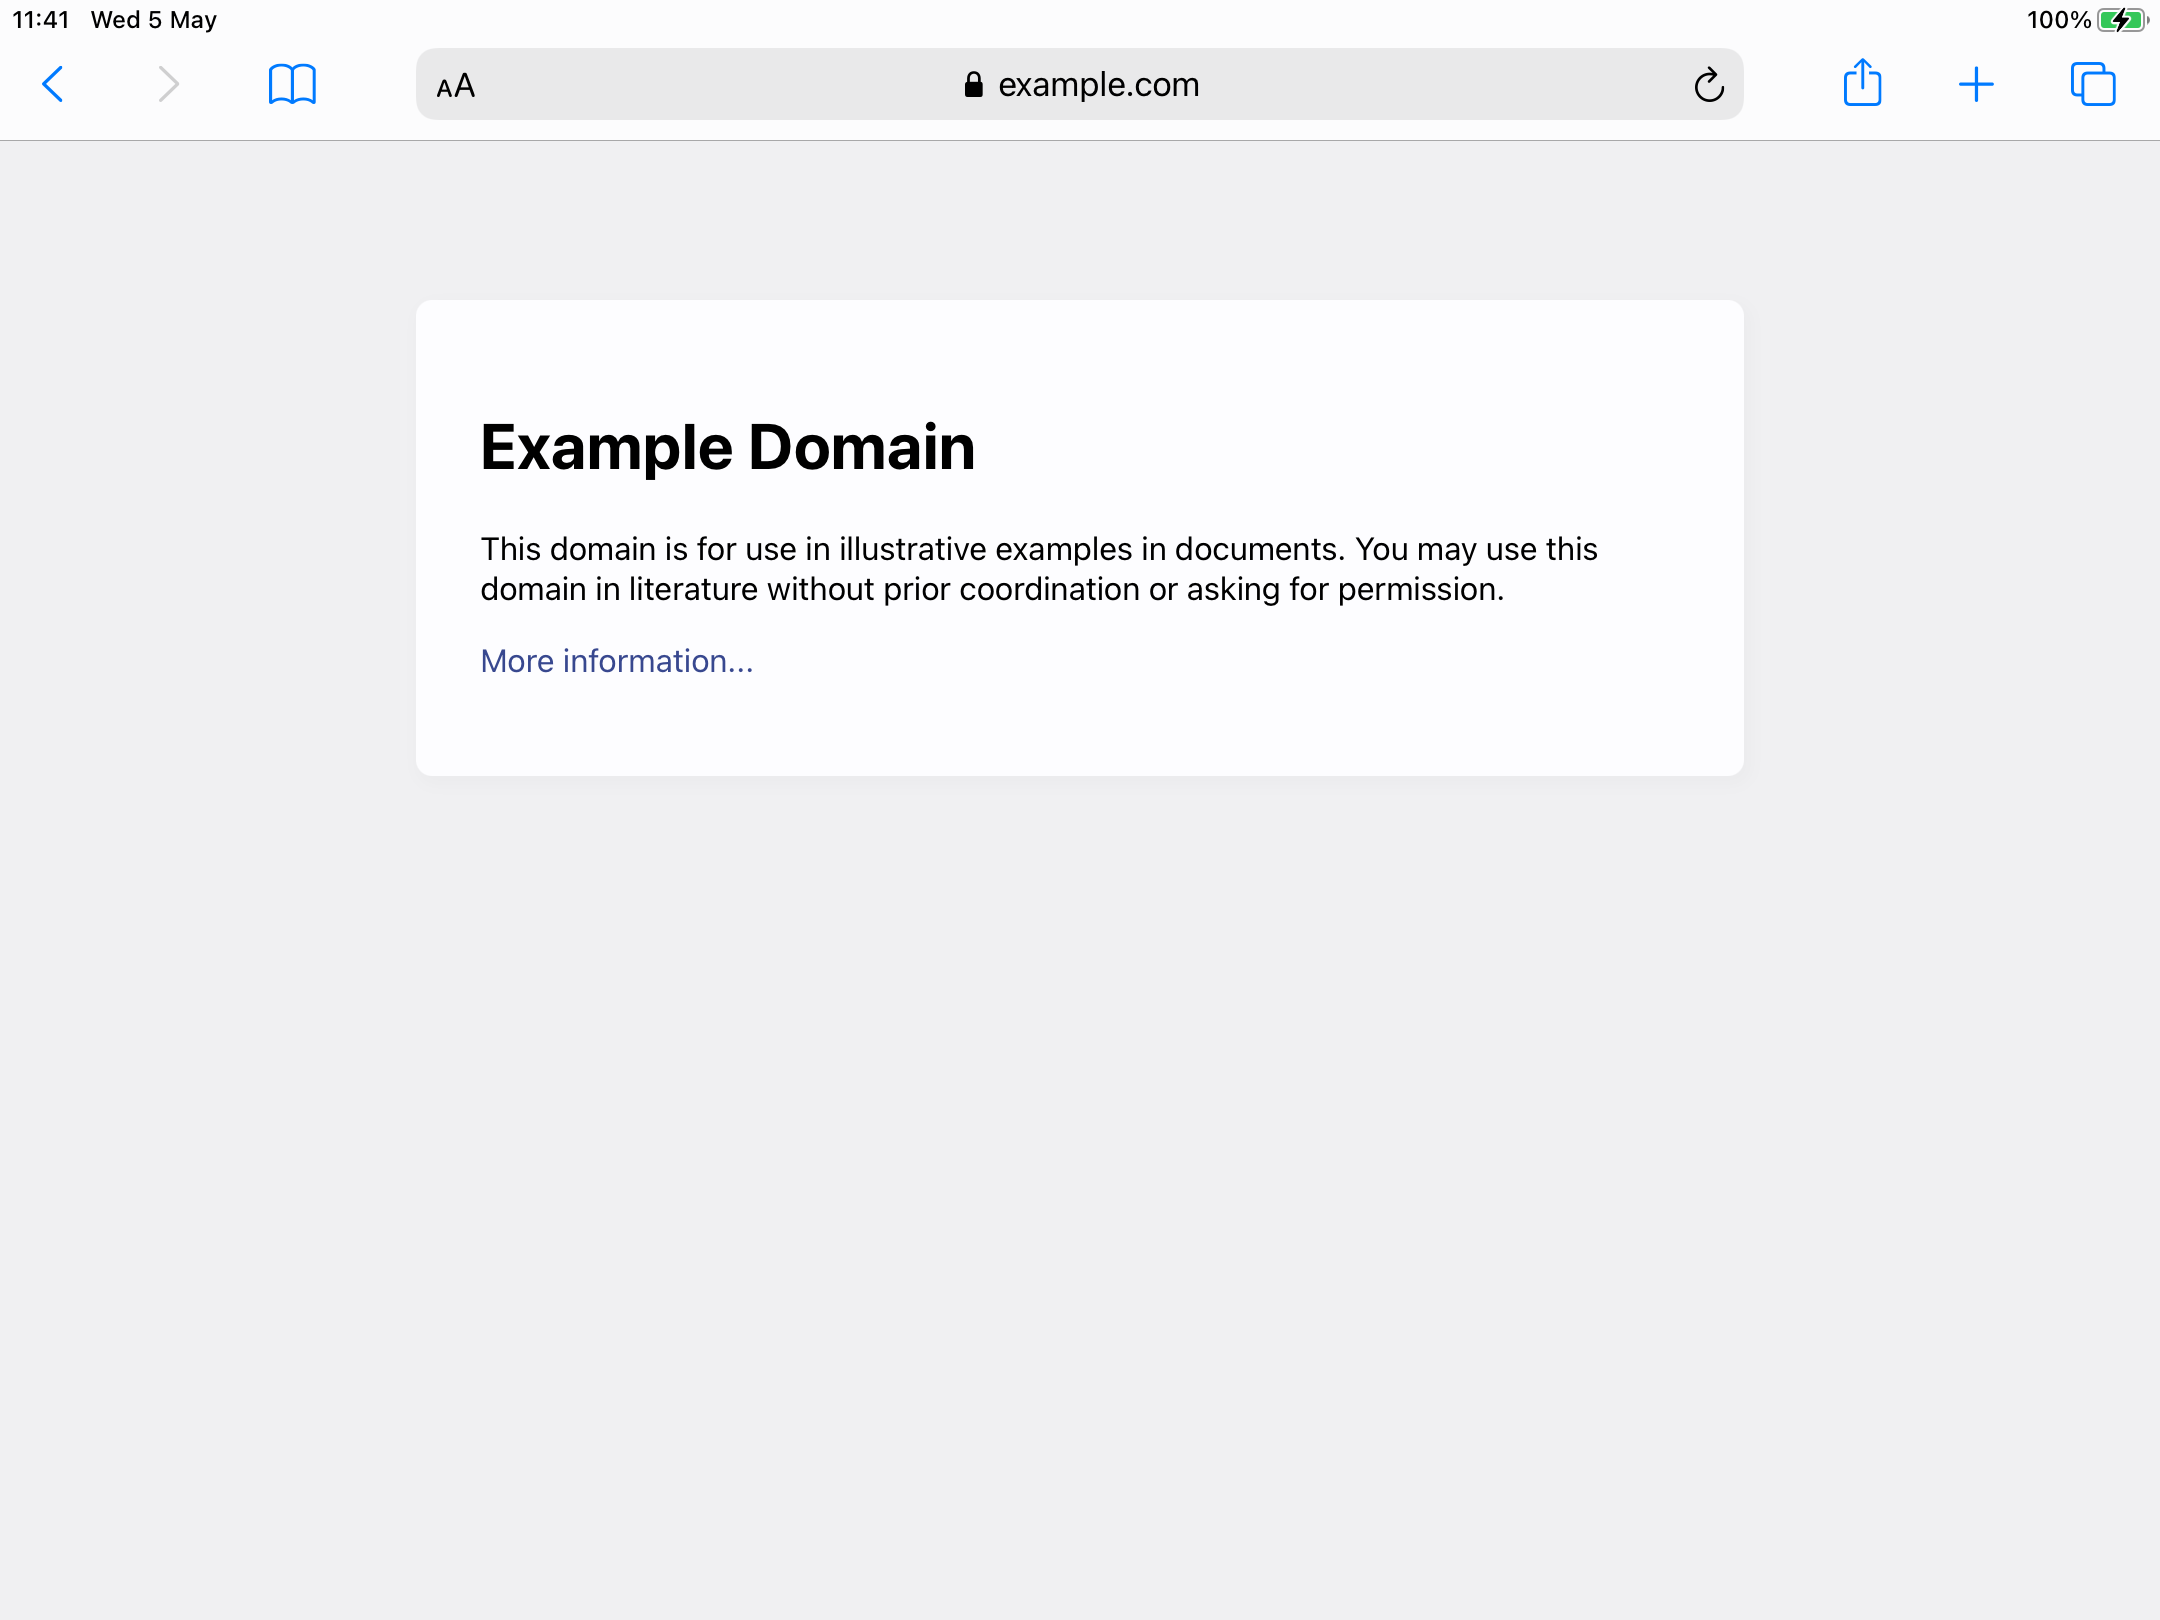 11:41 Wed 5 May 100%
AA example.com
Example Domain
This domain is for use in illustrative examples in documents. You may use this
domain in literature without prior coordination or asking for permission.
More information...